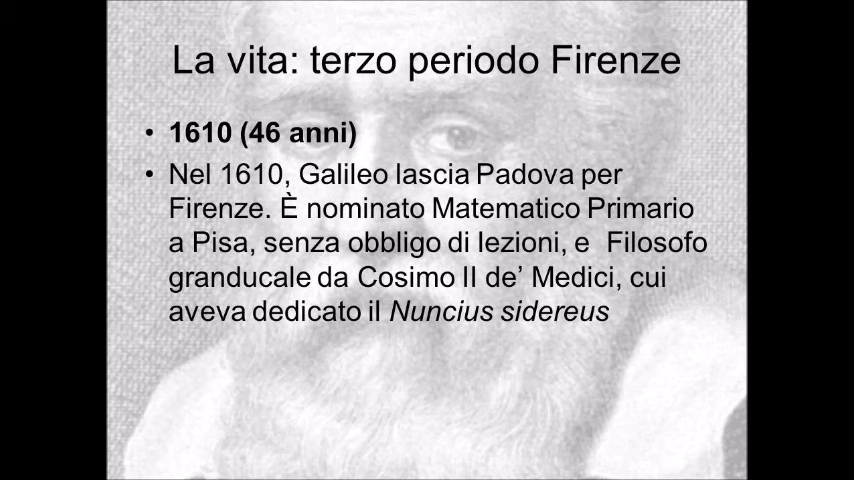 La vita: terzo periodo Firenze
• 1610 (46 anni)
• Nel 1610, Galileo lascia Padova per
Firenze. È nominato Matematico Primario
a Pisa, senza obbligo di lezioni, e Filosofo
granducale da Cosimo II de’ Medici, cui
aveva dedicato il Nuncius sidereus